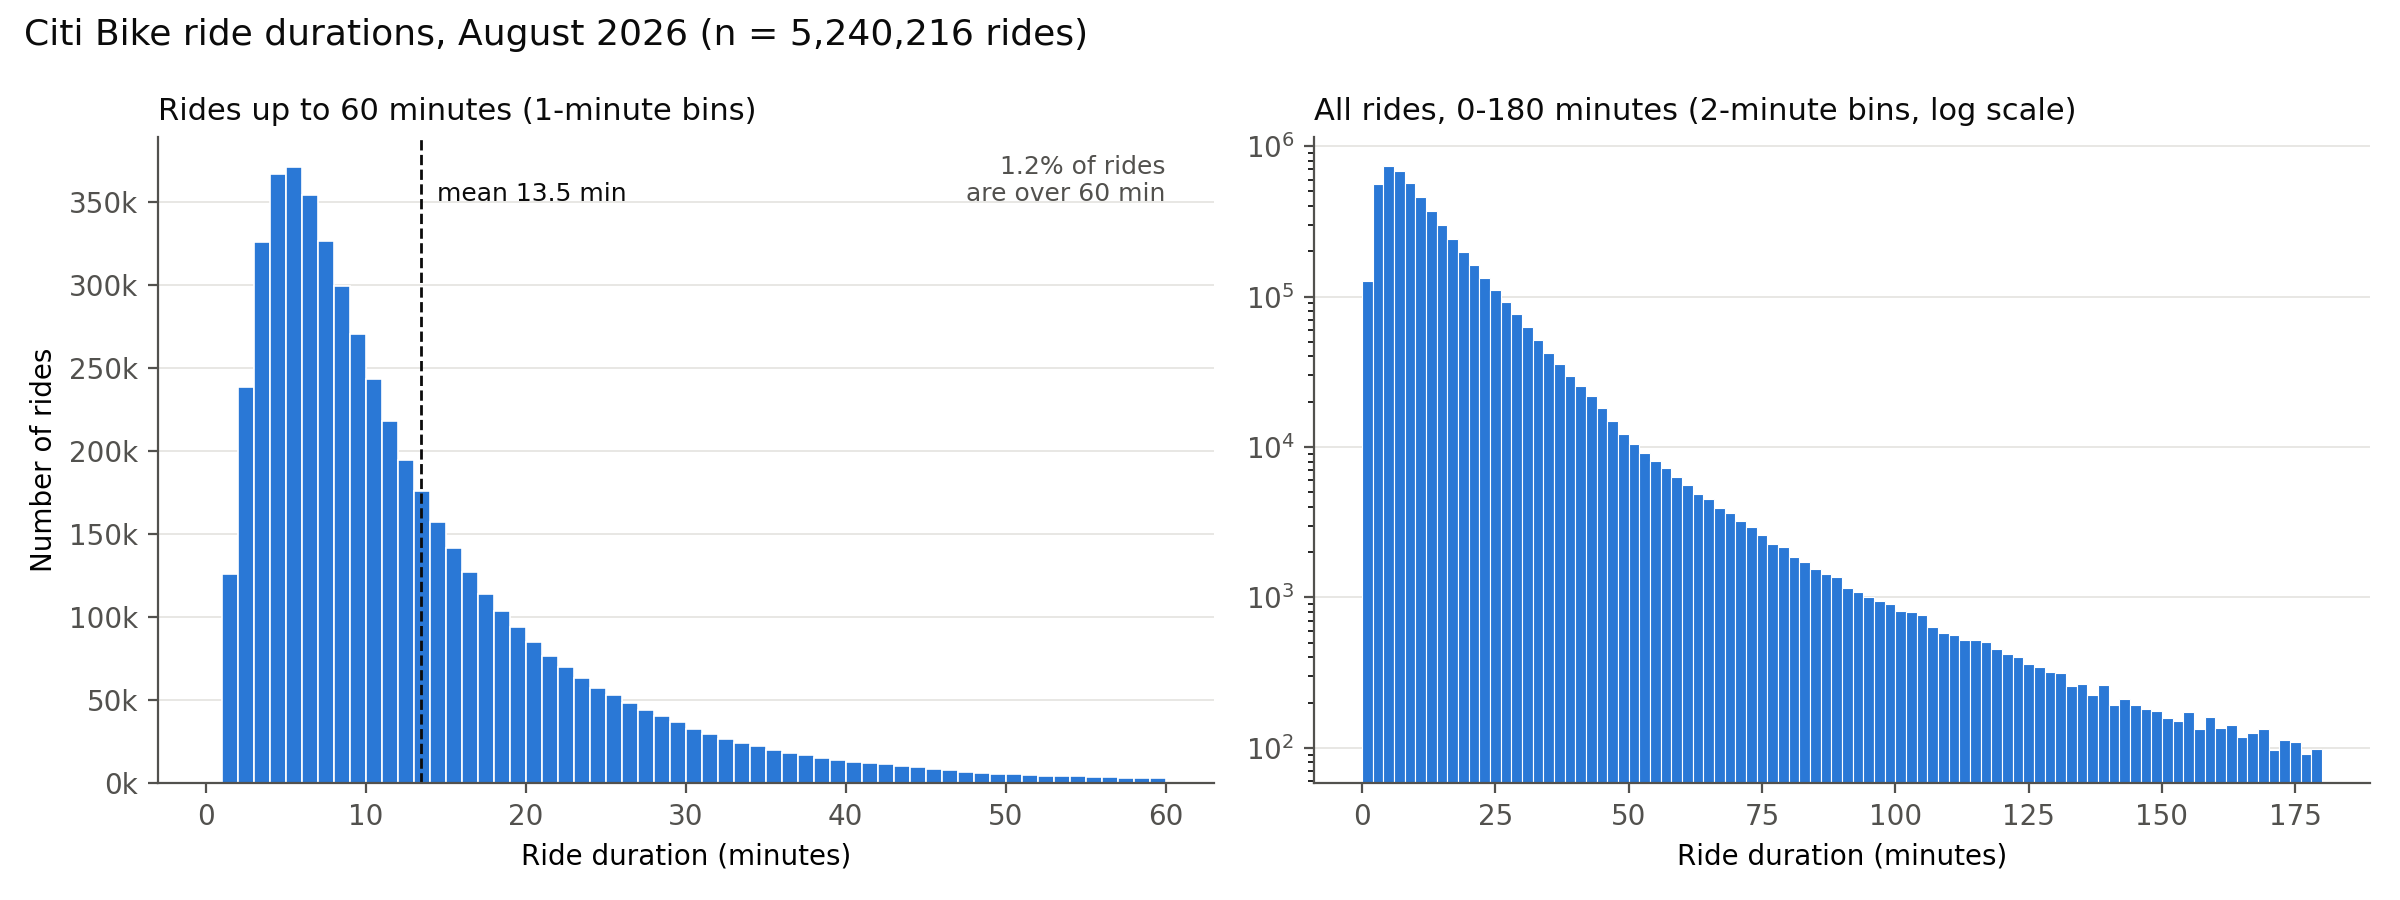 Citi Bike ride durations, August 2026 (n = 5,240,216 rides)
Rides up to 60 minutes (1-minute bins)
1.2% of rides
are over 60 min
mean 13.5 min
Number of rides
350k
300k
250k
200k
150k
100k
50k
0k
0 10 20 30 40 50 60
Ride duration (minutes)
All rides, 0-180 minutes (2-minute bins, log scale)
10⁶
10⁵
10⁴
10³
10²
0 25 50 75 100 125 150 175
Ride duration (minutes)